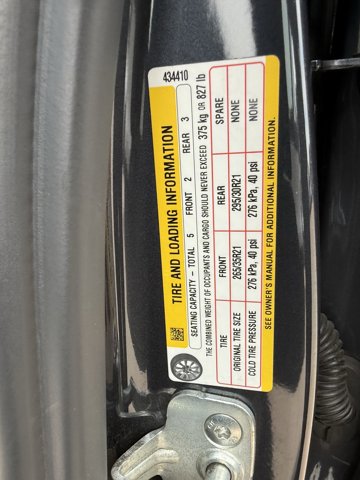 434410
TIRE AND LOADING INFORMATION
SEATING CAPACITY - TOTAL 5 FRONT 2 REAR 3
THE COMBINED WEIGHT OF OCCUPANTS AND CARGO SHOULD NEVER EXCEED 375 kg OR 827 lb
TIRE FRONT REAR SPARE
ORIGINAL TIRE SIZE 265/35R21 295/30R21 NONE
COLD TIRE PRESSURE 276 kPa, 40 psi 276 kPa, 40 psi NONE
SEE OWNER'S MANUAL FOR ADDITIONAL INFORMATION.